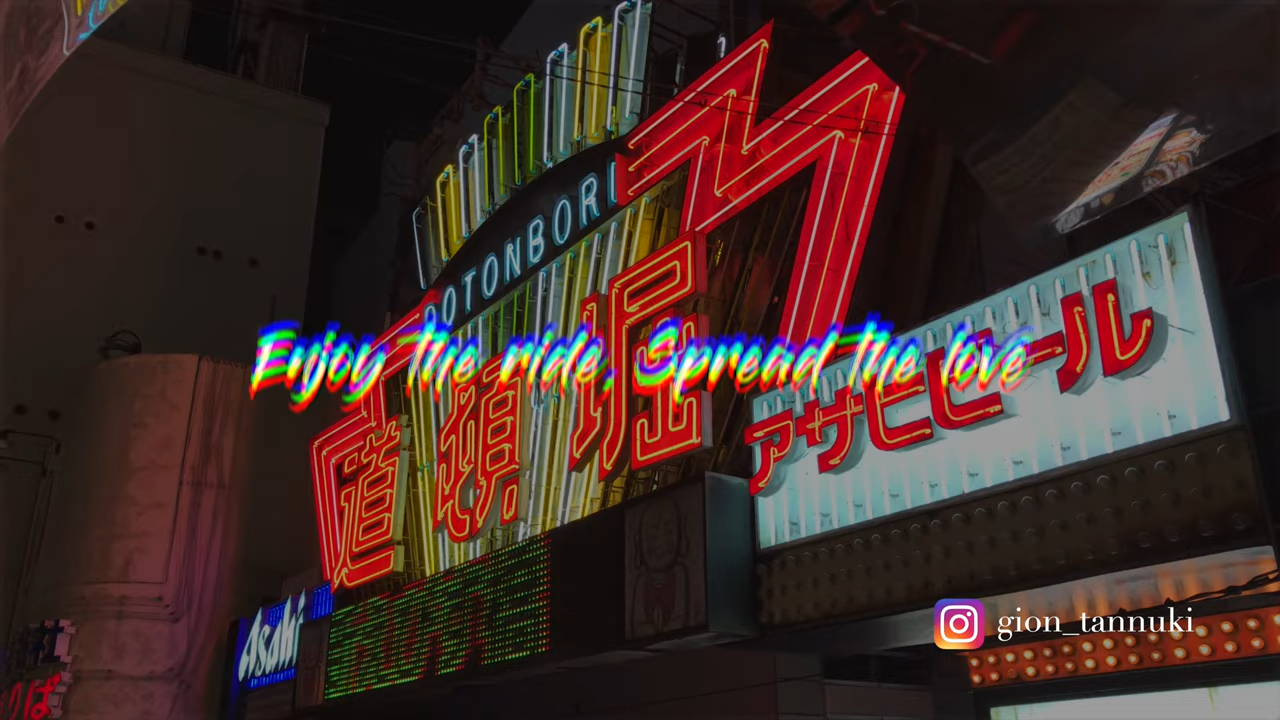 DOTONBORI
道頓堀
アサヒビール
Enjoy the ride, Spread the love
Asahi
gion_tannuki